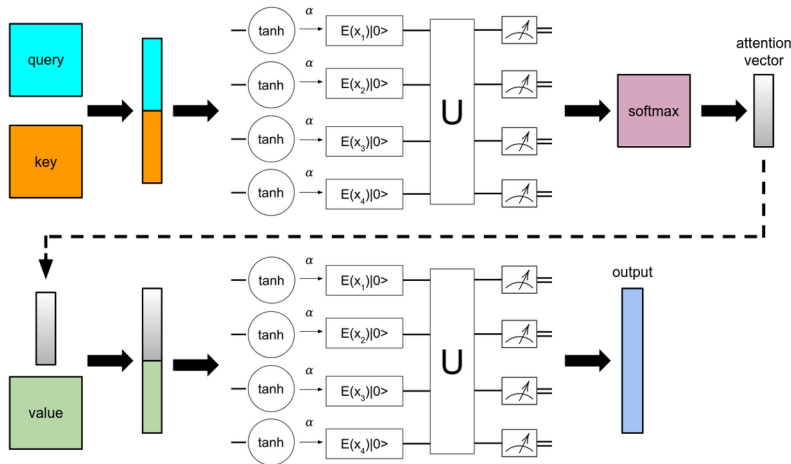 query
key
tanh
α
E(x₁)|0>
tanh
α
E(x₂)|0>
tanh
α
E(x₃)|0>
tanh
α
E(x₄)|0>
U
softmax
attention
vector
value
tanh
α
E(x₁)|0>
tanh
α
E(x₂)|0>
tanh
α
E(x₃)|0>
tanh
α
E(x₄)|0>
U
output